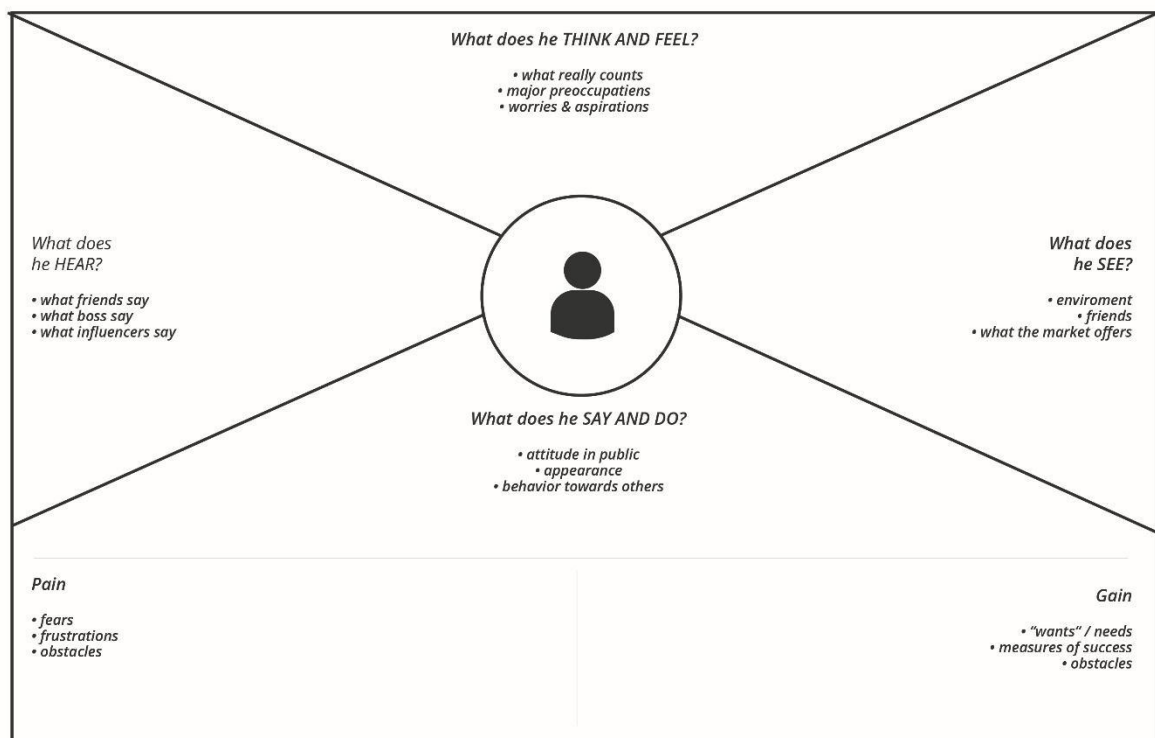 What does he THINK AND FEEL?
• what really counts
• major preoccupatiens
• worries & aspirations
What does
he HEAR?
• what friends say
• what boss say
• what influencers say
What does
he SEE?
• enviroment
• friends
• what the market offers
What does he SAY AND DO?
• attitude in public
• appearance
• behavior towards others
Pain
• fears
• frustrations
• obstacles
Gain
• “wants” / needs
• measures of success
• obstacles